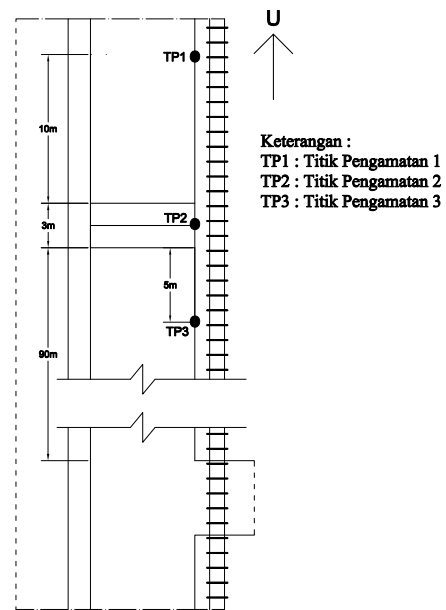 U
TP1
10m
Keterangan :
TP1 : Titik Pengamatan 1
TP2 : Titik Pengamatan 2
TP3 : Titik Pengamatan 3
TP2
3m
5m
TP3
90m